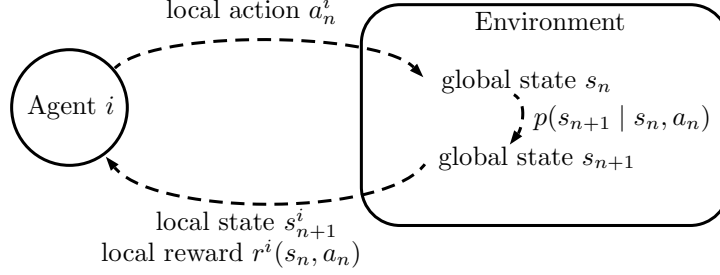 local action $a_n^i$
Environment
Agent $i$
global state $s_n$
$p(s_{n+1} \mid s_n, a_n)$
global state $s_{n+1}$
local state $s_{n+1}^i$
local reward $r^i(s_n, a_n)$